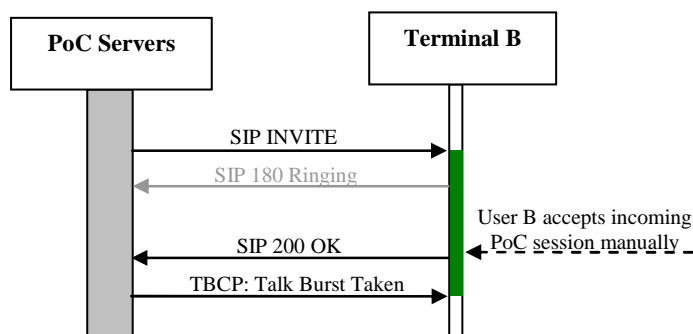 PoC Servers
Terminal B
SIP INVITE
SIP 180 Ringing
User B accepts incoming
PoC session manually
SIP 200 OK
TBCP: Talk Burst Taken